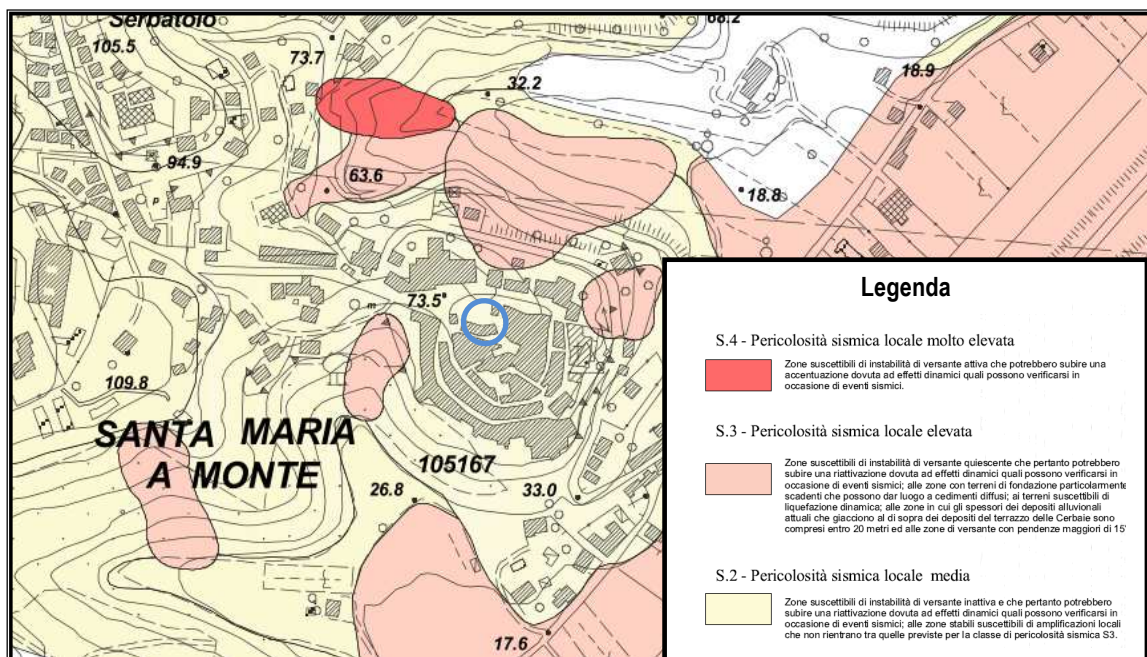 Serbatoio
105.5
68.2
73.7
32.2
18.9
94.9
63.6
p
18.8
73.5
m
109.8
SANTA MARIA
A MONTE
105167
26.8
33.0
17.6
Legenda
S.4 - Pericolosità sismica locale molto elevata
Zone suscettibili di instabilità di versante attiva che potrebbero subire una
accentuazione dovuta ad effetti dinamici quali possono verificarsi in
occasione di eventi sismici.
S.3 - Pericolosità sismica locale elevata
Zone suscettibili di instabilità di versante quiescente che pertanto potrebbero
subire una riattivazione dovuta ad effetti dinamici quali possono verificarsi in
occasione di eventi sismici; alle zone con terreni di fondazione particolarmente
scadenti che possono dar luogo a cedimenti diffusi; ai terreni suscettibili di
liquefazione dinamica; alle zone in cui gli spessori dei depositi alluvionali
attuali che giacciono al di sopra dei depositi del terrazzo delle Cerbaie sono
compresi entro 20 metri ed alle zone di versante con pendenze maggiori di 15
S.2 - Pericolosità sismica locale media
Zone suscettibili di instabilità di versante inattiva e che pertanto potrebbero
subire una riattivazione dovuta ad effetti dinamici quali possono verificarsi in
occasione di eventi sismici; alle zone stabili suscettibili di amplificazioni locali
che non rientrano tra quelle previste per la classe di pericolosità sismica S3.